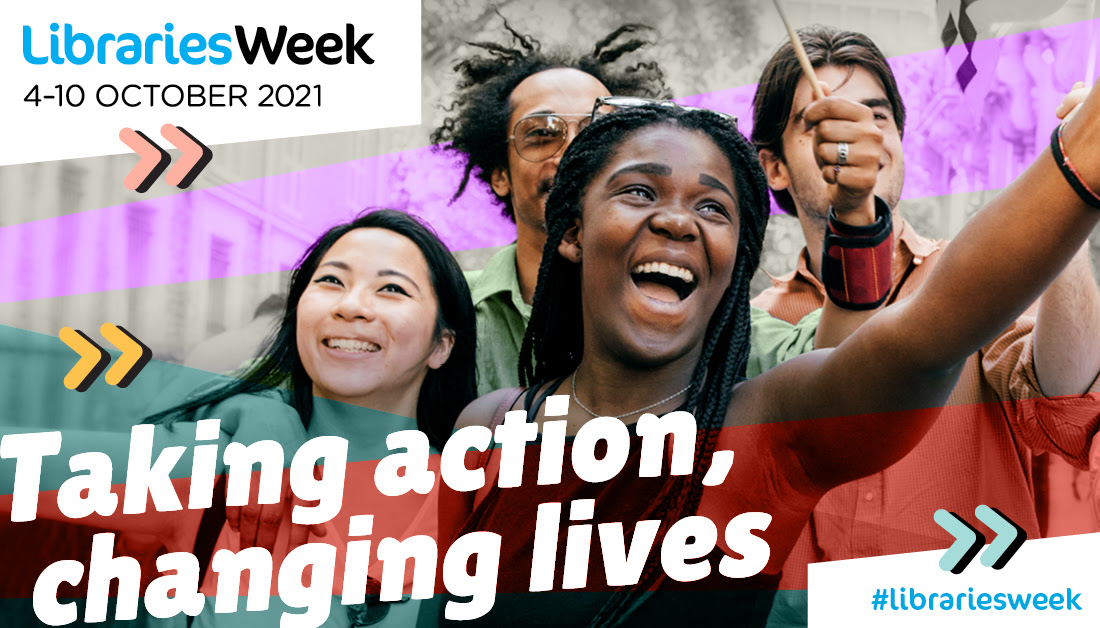 LibrariesWeek
4-10 OCTOBER 2021
Taking action,
changing lives
#librariesweek